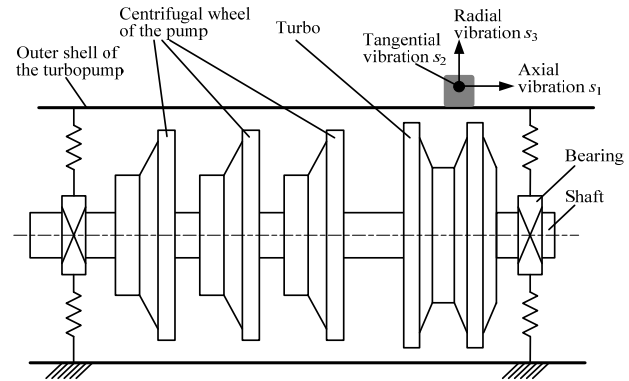 Centrifugal wheel
of the pump
Turbo
Radial
vibration s3
Tangential
vibration s2
Axial
vibration s1
Outer shell of
the turbopump
Bearing
Shaft